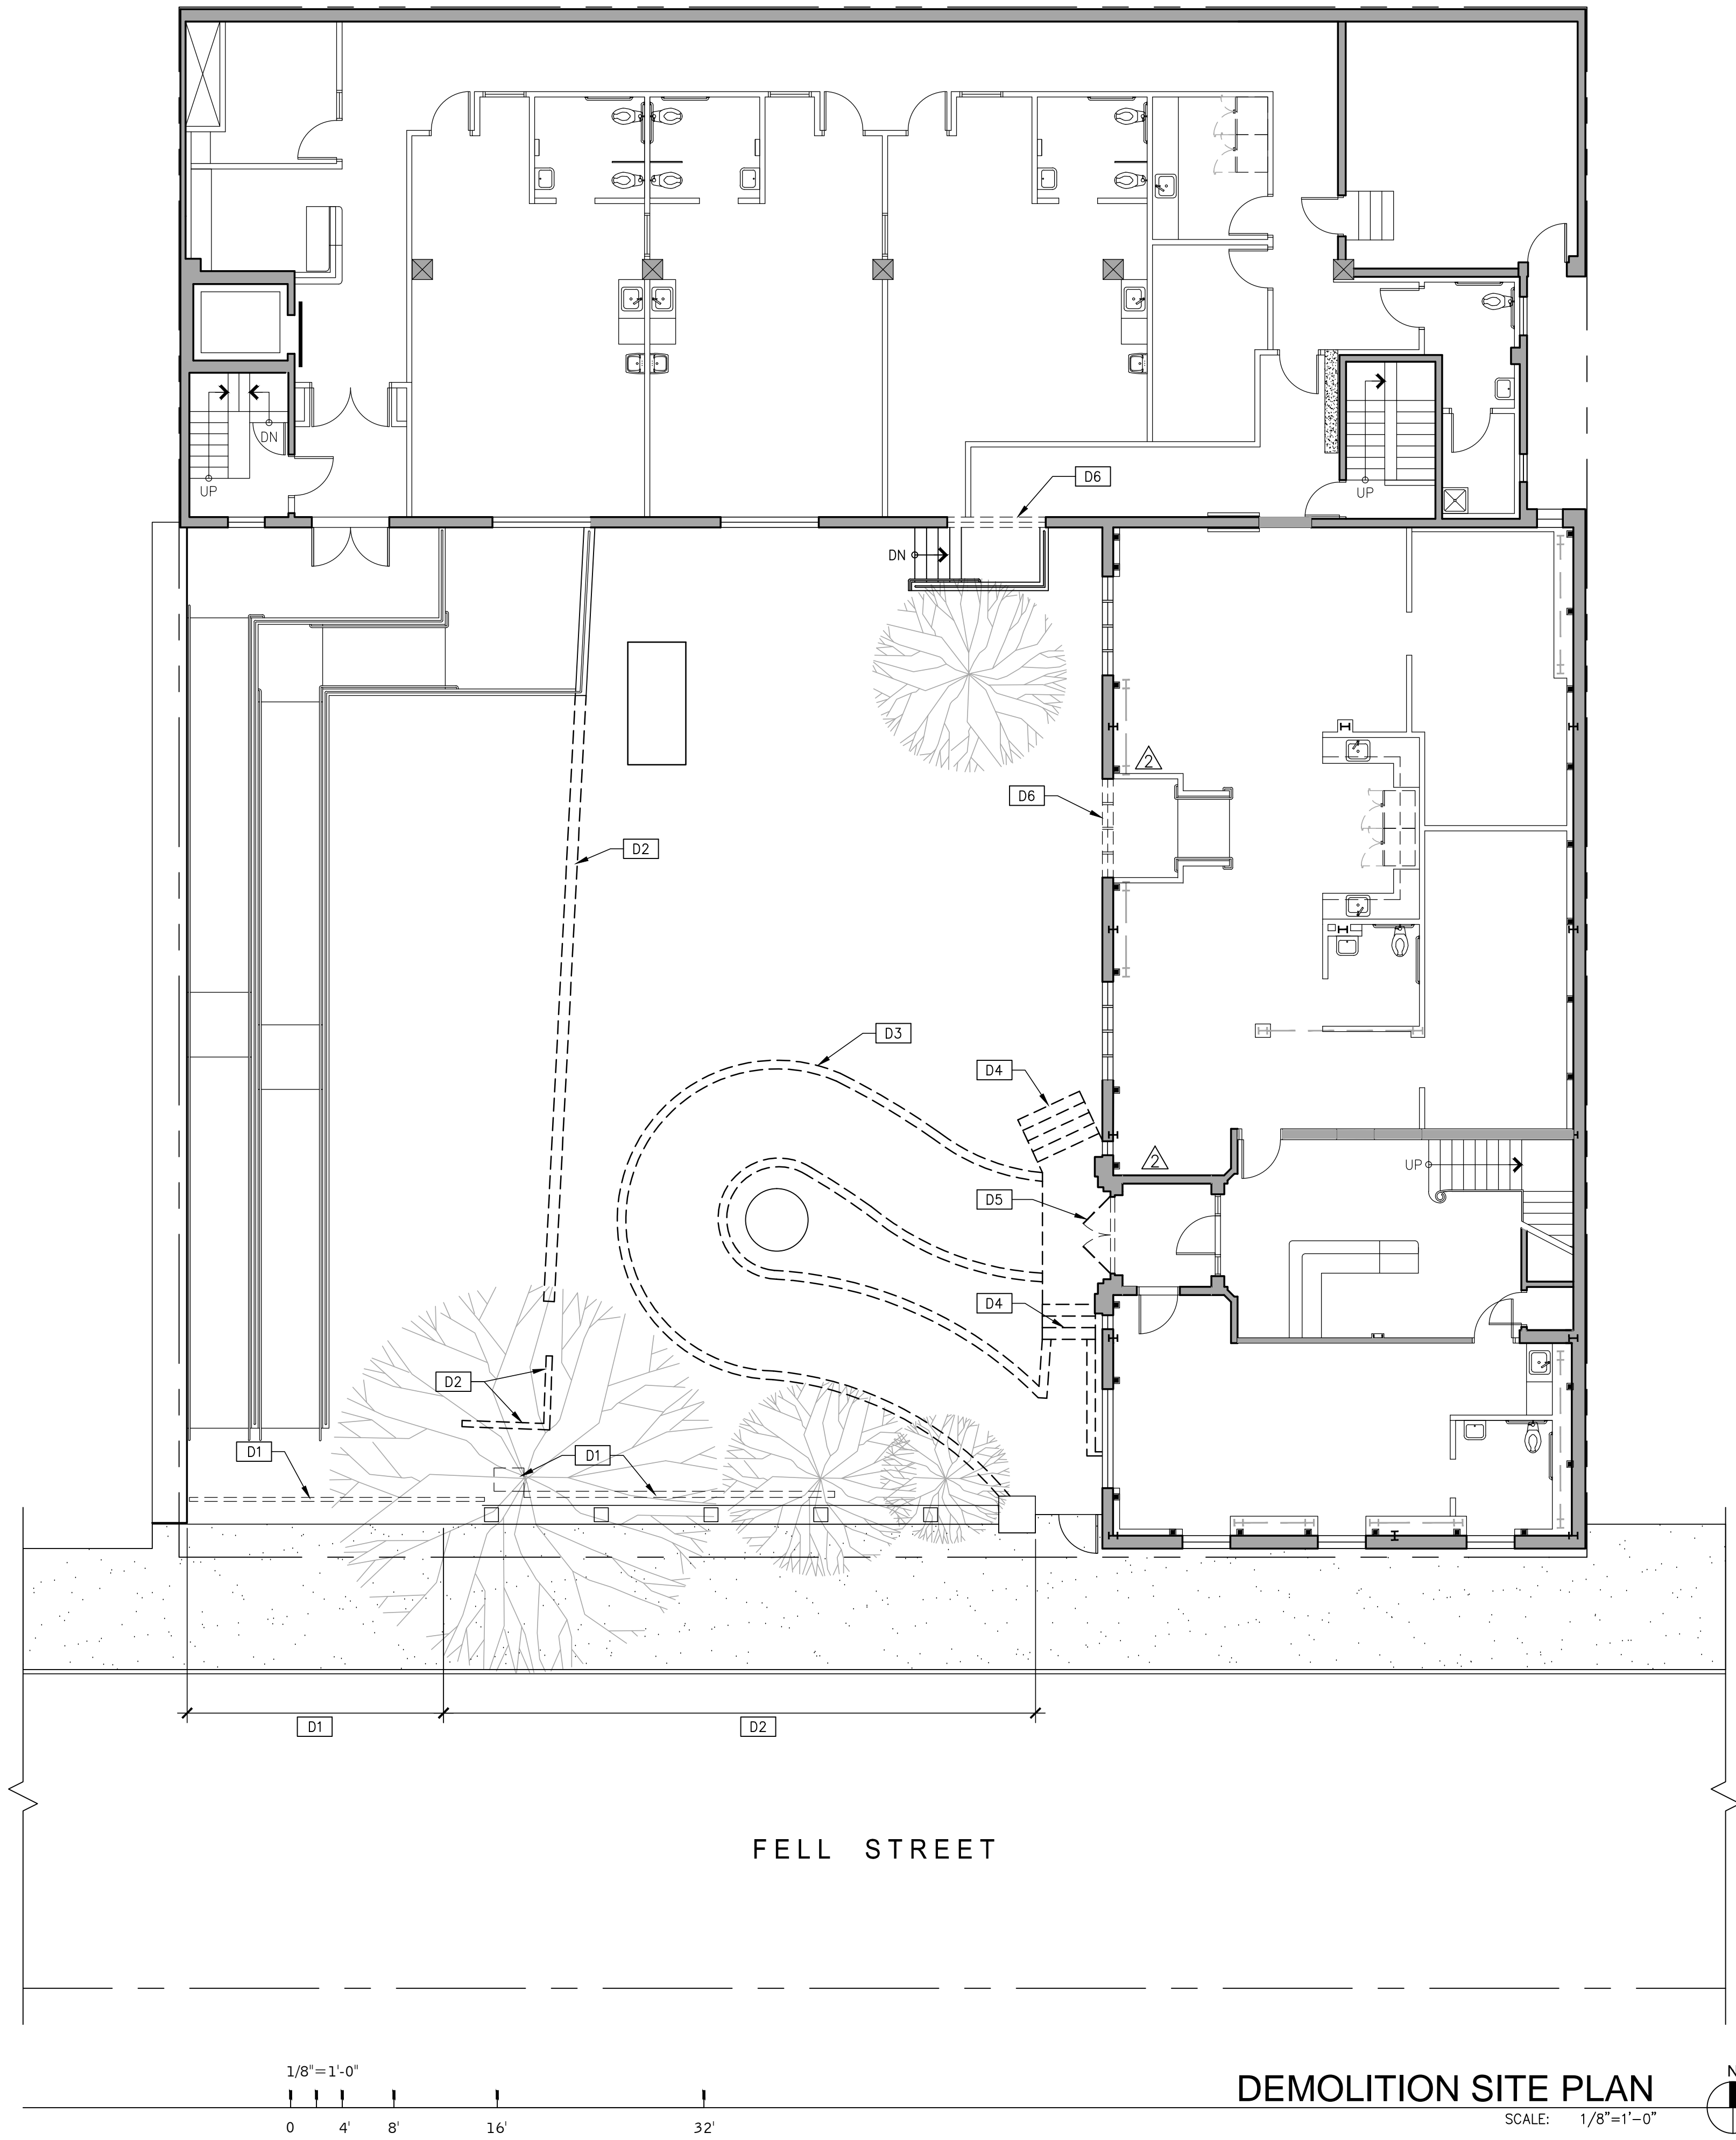 DN
UP
D6
UP
DN
2
D6
D2
D3
D4
2
UP
D5
D4
D2
D1
D1
D1
D2
FELL STREET
1/8"=1'-0"
0 4' 8' 16' 32'
DEMOLITION SITE PLAN
SCALE: 1/8"=1'-0"
N